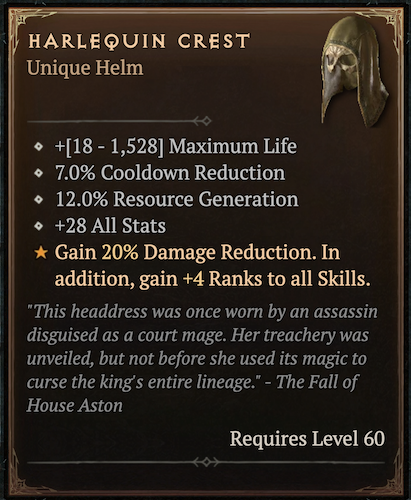 HARLEQUIN CREST
Unique Helm
+[18 - 1,528] Maximum Life
7.0% Cooldown Reduction
12.0% Resource Generation
+28 All Stats
Gain 20% Damage Reduction. In
addition, gain +4 Ranks to all Skills.
"This headdress was once worn by an assassin
disguised as a court mage. Her treachery was
unveiled, but not before she used its magic to
curse the king's entire lineage." - The Fall of
House Aston
Requires Level 60